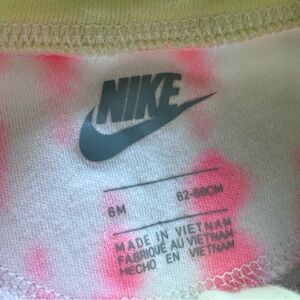 NIKE
6M 62-68CM
MADE IN VIETNAM
FABRIQUÉ AU VIETNAM
HECHO EN VIETNAM